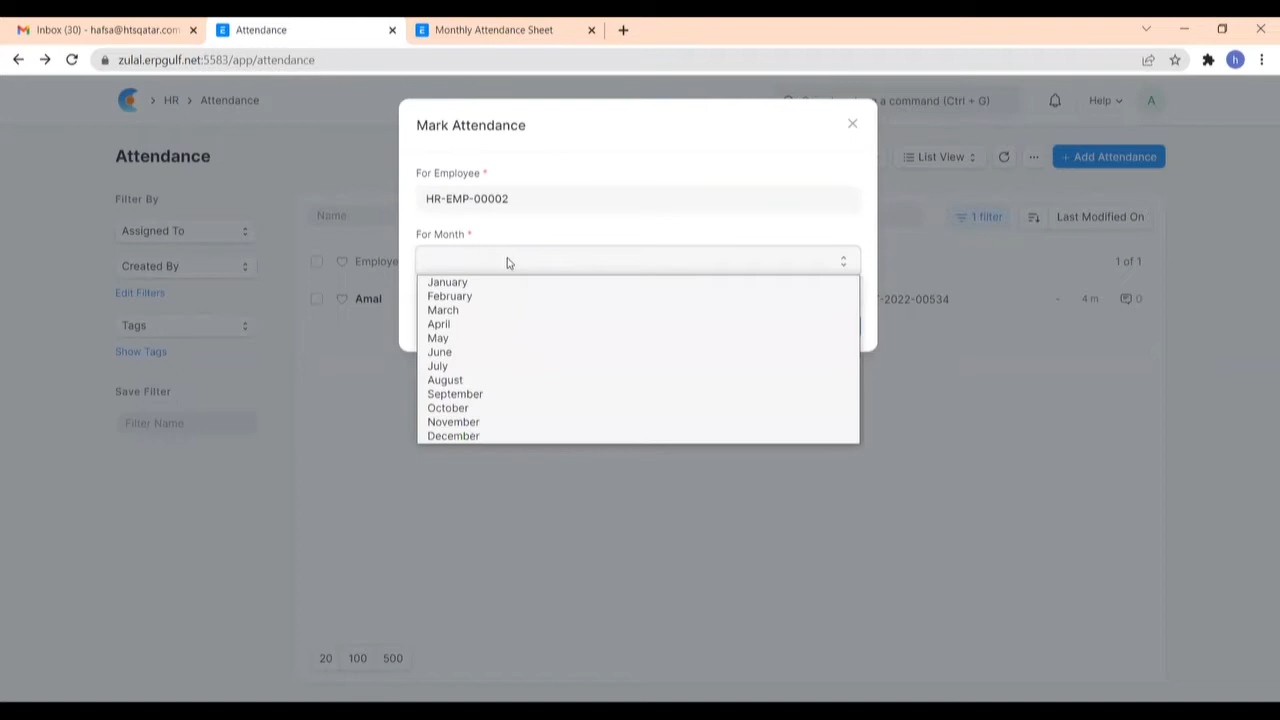 Inbox (30) - hafsa@htsqatar.com
Attendance
Monthly Attendance Sheet
zulal.erpgulf.net:5583/app/attendance
h
HR
Attendance
a command (Ctrl + G)
Help
A
Attendance
List View
+ Add Attendance
Mark Attendance
For Employee *
HR-EMP-00002
For Month *
January
February
March
April
May
June
July
August
September
October
November
December
Filter By
Assigned To
Created By
Edit Filters
Tags
Show Tags
Save Filter
Filter Name
Name
1 filter
Last Modified On
Employe
1 of 1
Amal
-2022-00534
-
4 m
0
20
100
500